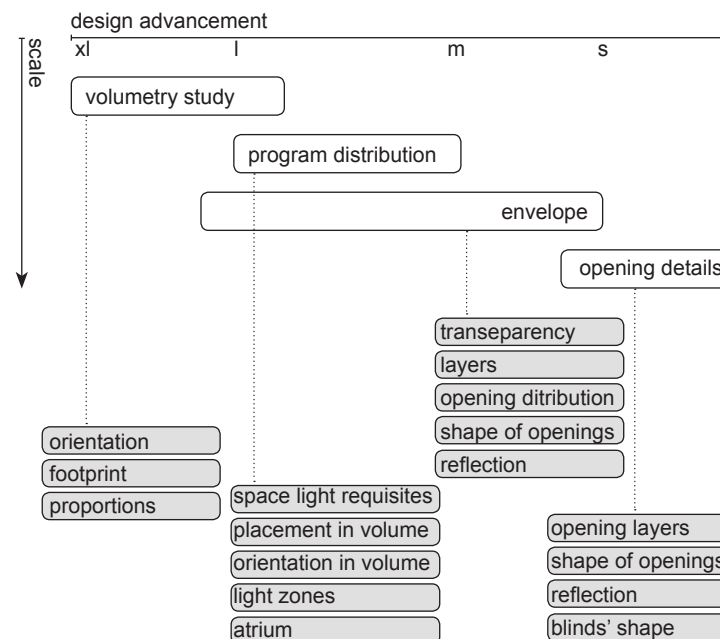 design advancement
scale
xl l m s
volumetry study
program distribution
envelope
opening details
transeparency
layers
opening ditribution
shape of openings
reflection
orientation
footprint
proportions
space light requisites
placement in volume
orientation in volume
light zones
atrium
opening layers
shape of openings
reflection
blinds' shape